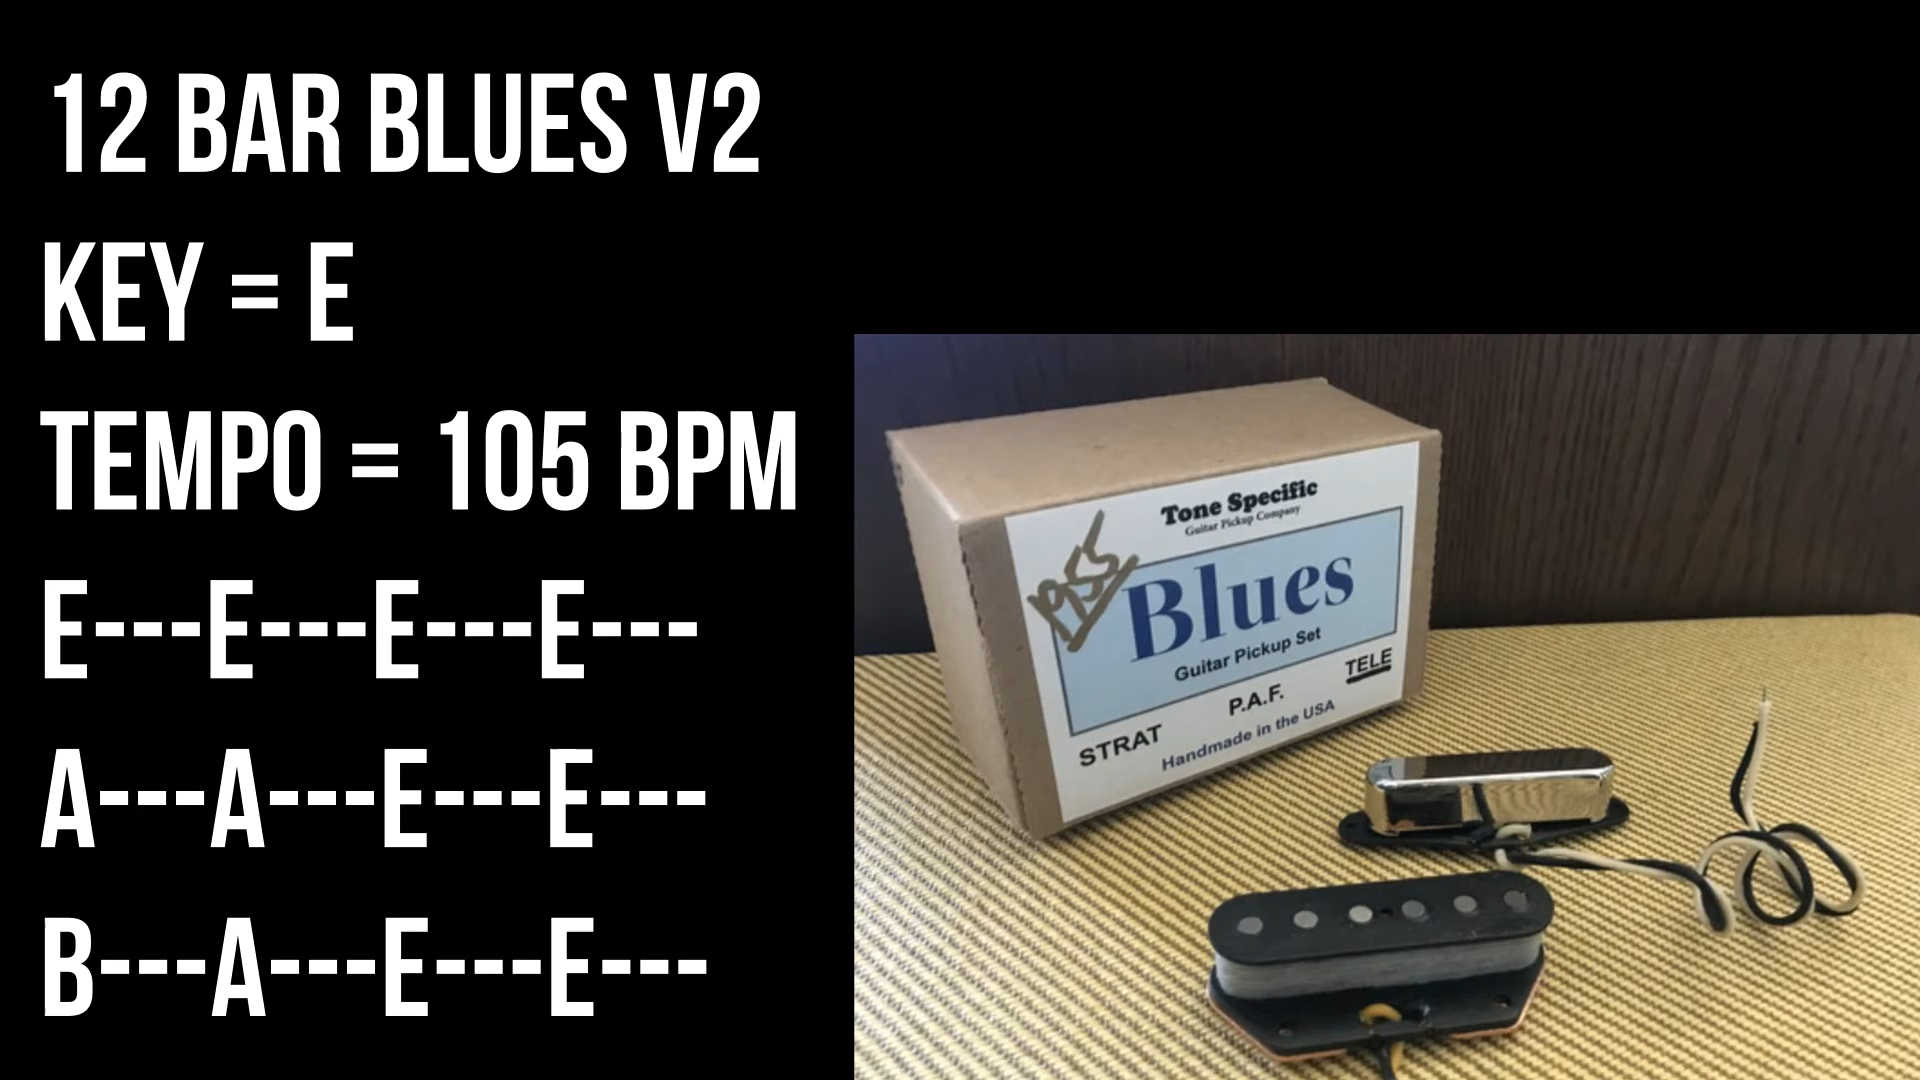 12 BAR BLUES V2
KEY = E
TEMPO = 105 BPM
E---E---E---E---
A---A---E---E---
B---A---E---E---
Tone Specific
Guitar Pickup Company
Blues
Guitar Pickup Set
STRAT
P.A.F.
TELE
Handmade in the USA